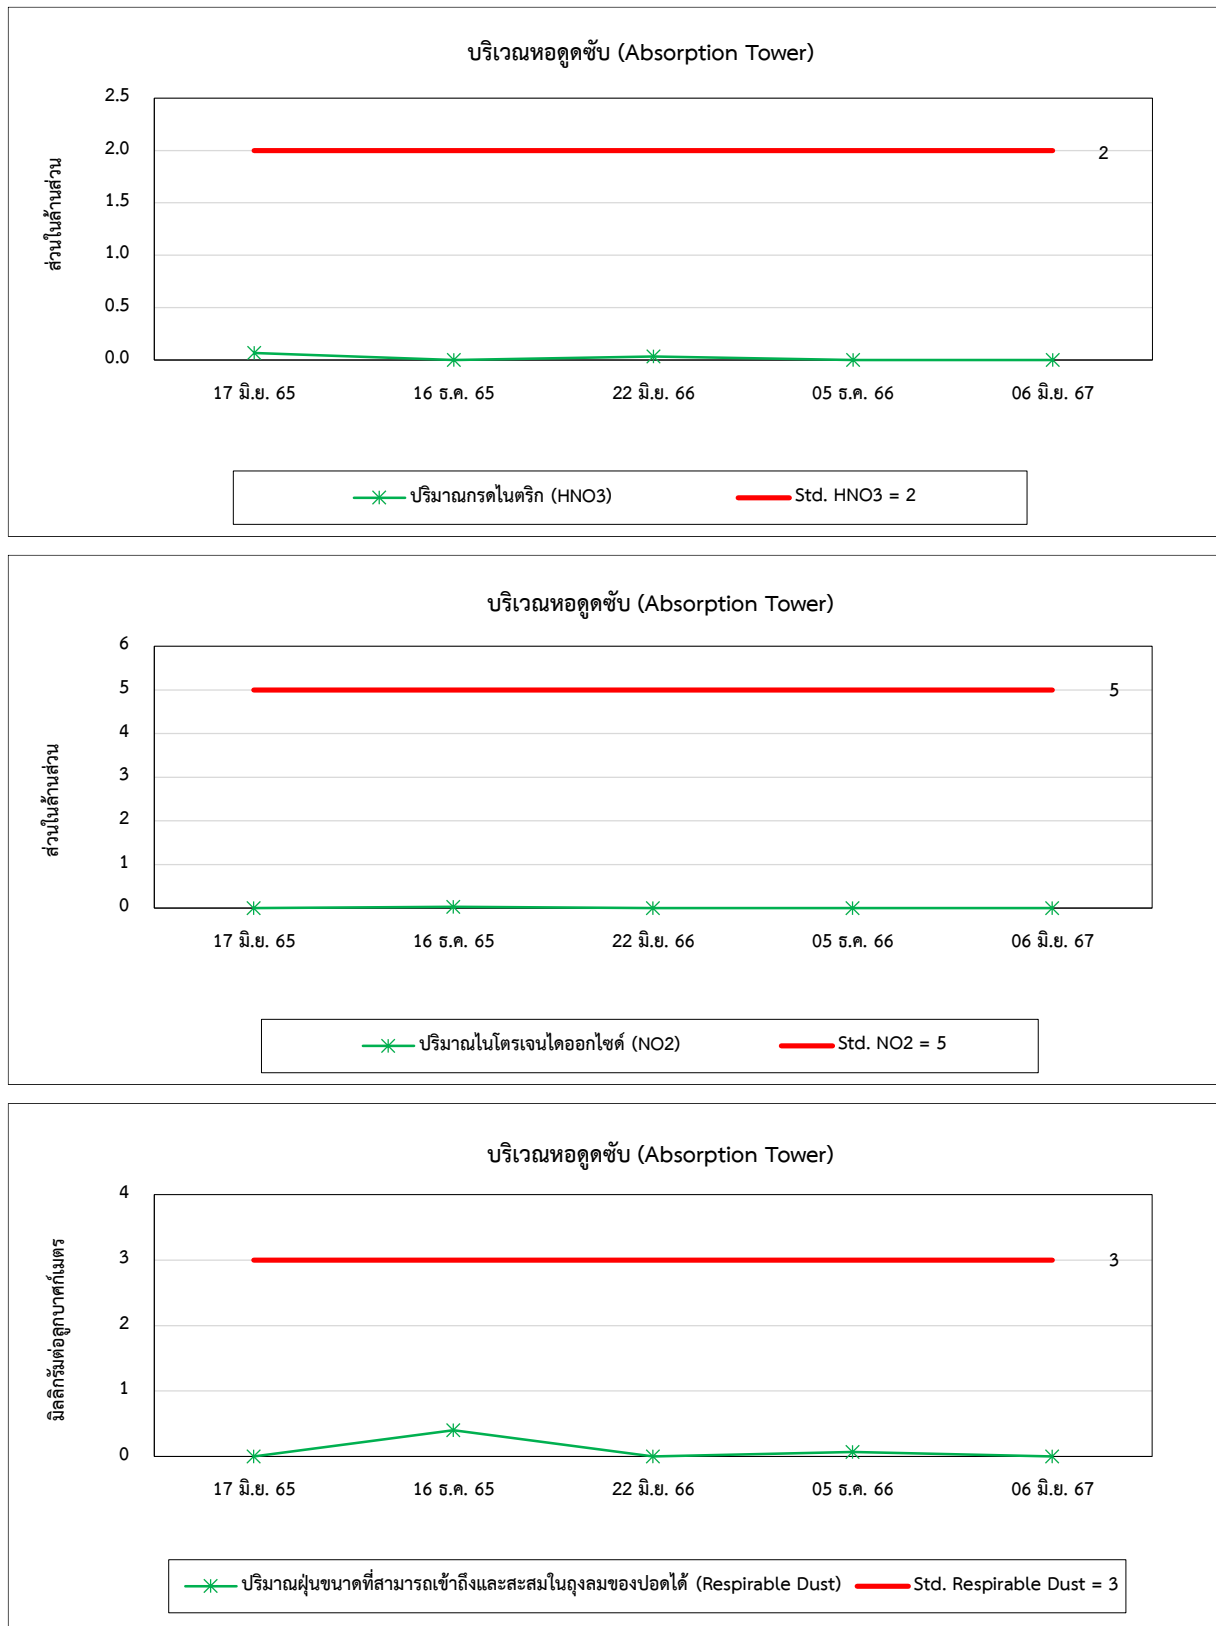 บริเวณหอดูดซับ (Absorption Tower)
ส่วนในล้านส่วน
2.5
2.0
1.5
1.0
0.5
0.0
2
17 มิ.ย. 65 16 ธ.ค. 65 22 มิ.ย. 66 05 ธ.ค. 66 06 มิ.ย. 67
ปริมาณกรดไนตริก (HNO3) Std. HNO3 = 2
บริเวณหอดูดซับ (Absorption Tower)
ส่วนในล้านส่วน
6
5
4
3
2
1
0
5
17 มิ.ย. 65 16 ธ.ค. 65 22 มิ.ย. 66 05 ธ.ค. 66 06 มิ.ย. 67
ปริมาณไนโตรเจนไดออกไซด์ (NO2) Std. NO2 = 5
บริเวณหอดูดซับ (Absorption Tower)
มิลลิกรัมต่อลูกบาศก์เมตร
4
3
2
1
0
3
17 มิ.ย. 65 16 ธ.ค. 65 22 มิ.ย. 66 05 ธ.ค. 66 06 มิ.ย. 67
ปริมาณฝุ่นขนาดที่สามารถเข้าถึงและสะสมในถุงลมของปอดได้ (Respirable Dust) Std. Respirable Dust = 3